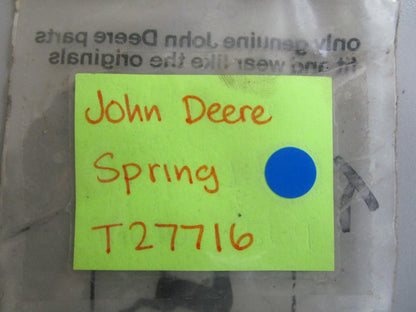 only genuine John Deere parts
fit and wear like the originals
John Deere
Spring
T27716